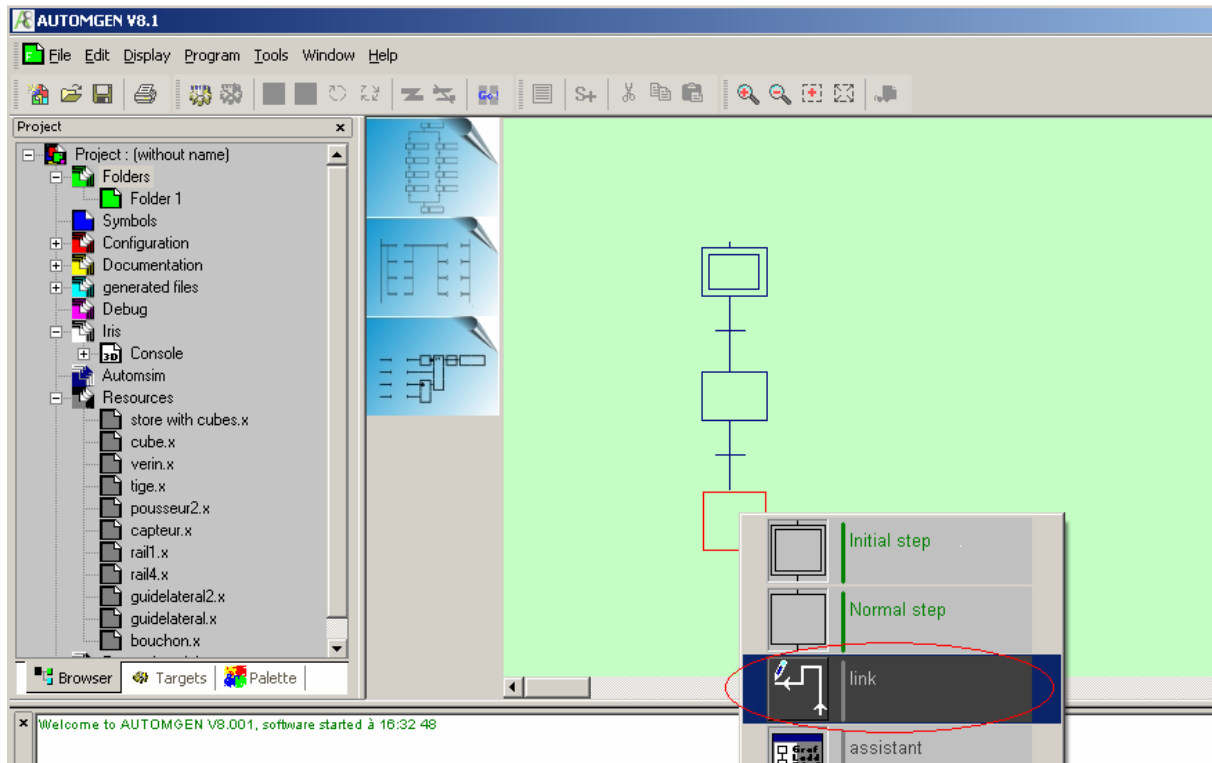 AUTOMGEN V8.1
File Edit Display Program Tools Window Help
Go!
S+
Project
Project : (without name)
Folders
Folder 1
Symbols
Configuration
Documentation
generated files
Debug
Iris
3D Console
Automsim
Resources
store with cubes.x
cube.x
verin.x
tige.x
pousseur2.x
capteur.x
rail1.x
rail4.x
guidelateral2.x
guidelateral.x
bouchon.x
Browser Targets Palette
Initial step
Normal step
link
assistant
Welcome to AUTOMGEN V8.001, software started à 16:32 48